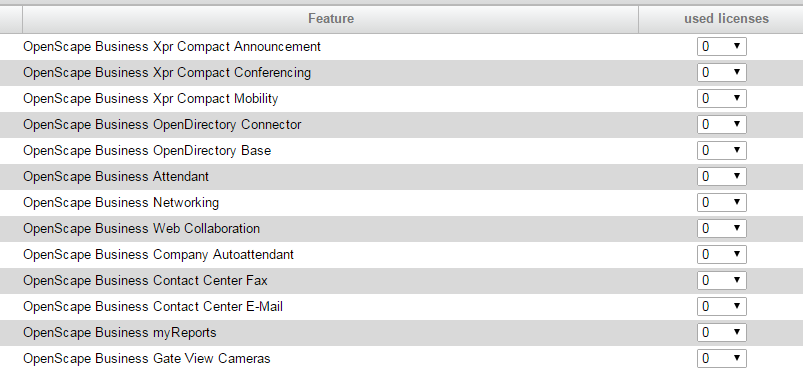 Feature used licenses
OpenScape Business Xpr Compact Announcement 0
OpenScape Business Xpr Compact Conferencing 0
OpenScape Business Xpr Compact Mobility 0
OpenScape Business OpenDirectory Connector 0
OpenScape Business OpenDirectory Base 0
OpenScape Business Attendant 0
OpenScape Business Networking 0
OpenScape Business Web Collaboration 0
OpenScape Business Company Autoattendant 0
OpenScape Business Contact Center Fax 0
OpenScape Business Contact Center E-Mail 0
OpenScape Business myReports 0
OpenScape Business Gate View Cameras 0